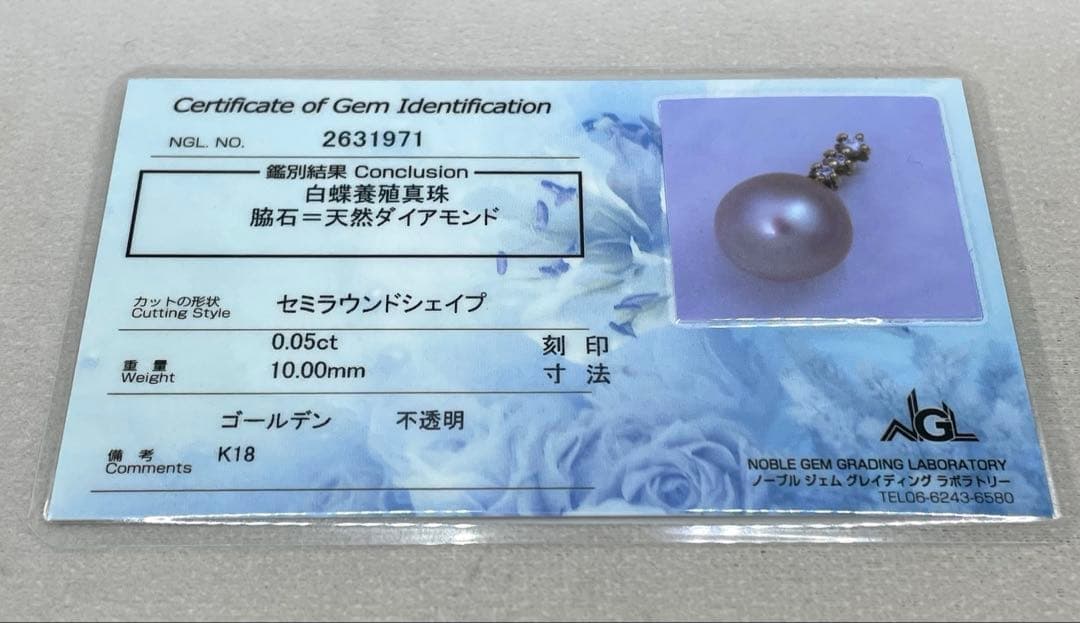 Certificate of Gem Identification
NGL. NO. 2631971
鑑別結果 Conclusion
白蝶養殖真珠
脇石＝天然ダイアモンド
カットの形状 セミラウンドシェイプ
Cutting Style
0.05ct 刻 印
重 量 10.00mm 寸 法
Weight
ゴールデン 不透明
備 考 K18
Comments
NGL
NOBLE GEM GRADING LABORATORY
ノーブル ジェム グレイディング ラボラトリー
TEL06-6243-6580